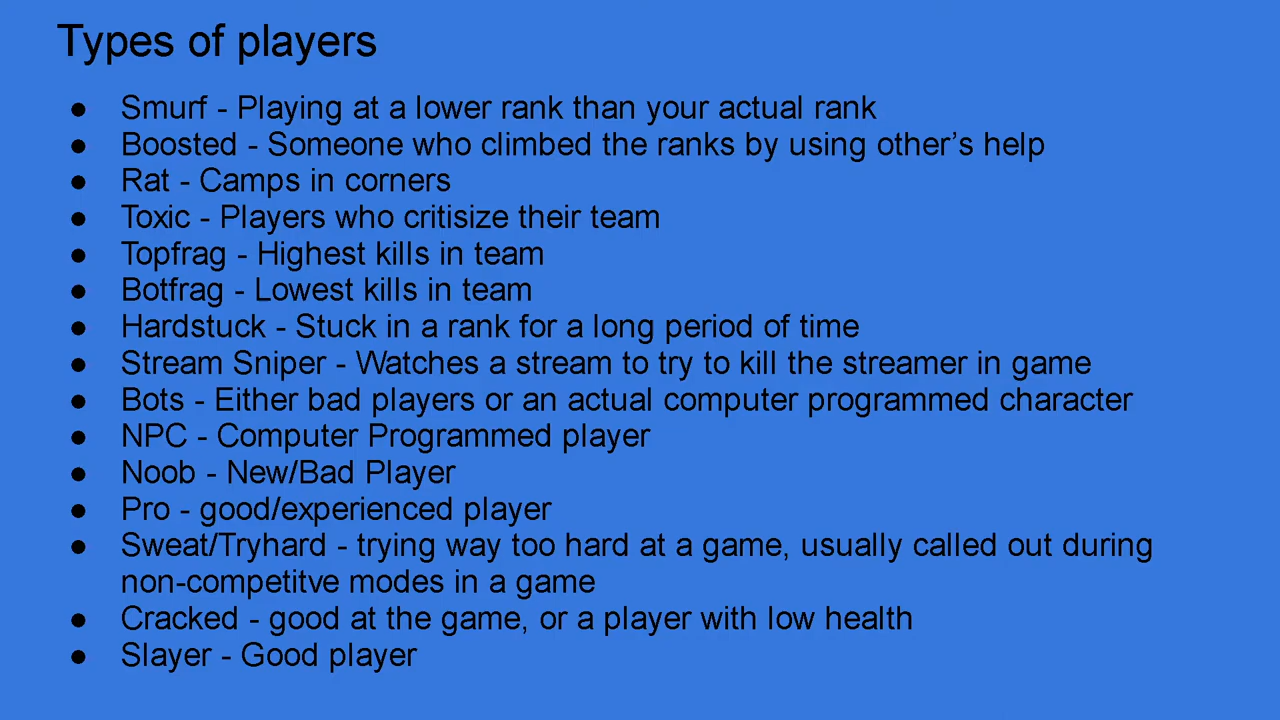 Types of players
● Smurf - Playing at a lower rank than your actual rank
● Boosted - Someone who climbed the ranks by using other’s help
● Rat - Camps in corners
● Toxic - Players who critisize their team
● Topfrag - Highest kills in team
● Botfrag - Lowest kills in team
● Hardstuck - Stuck in a rank for a long period of time
● Stream Sniper - Watches a stream to try to kill the streamer in game
● Bots - Either bad players or an actual computer programmed character
● NPC - Computer Programmed player
● Noob - New/Bad Player
● Pro - good/experienced player
● Sweat/Tryhard - trying way too hard at a game, usually called out during
non-competitve modes in a game
● Cracked - good at the game, or a player with low health
● Slayer - Good player